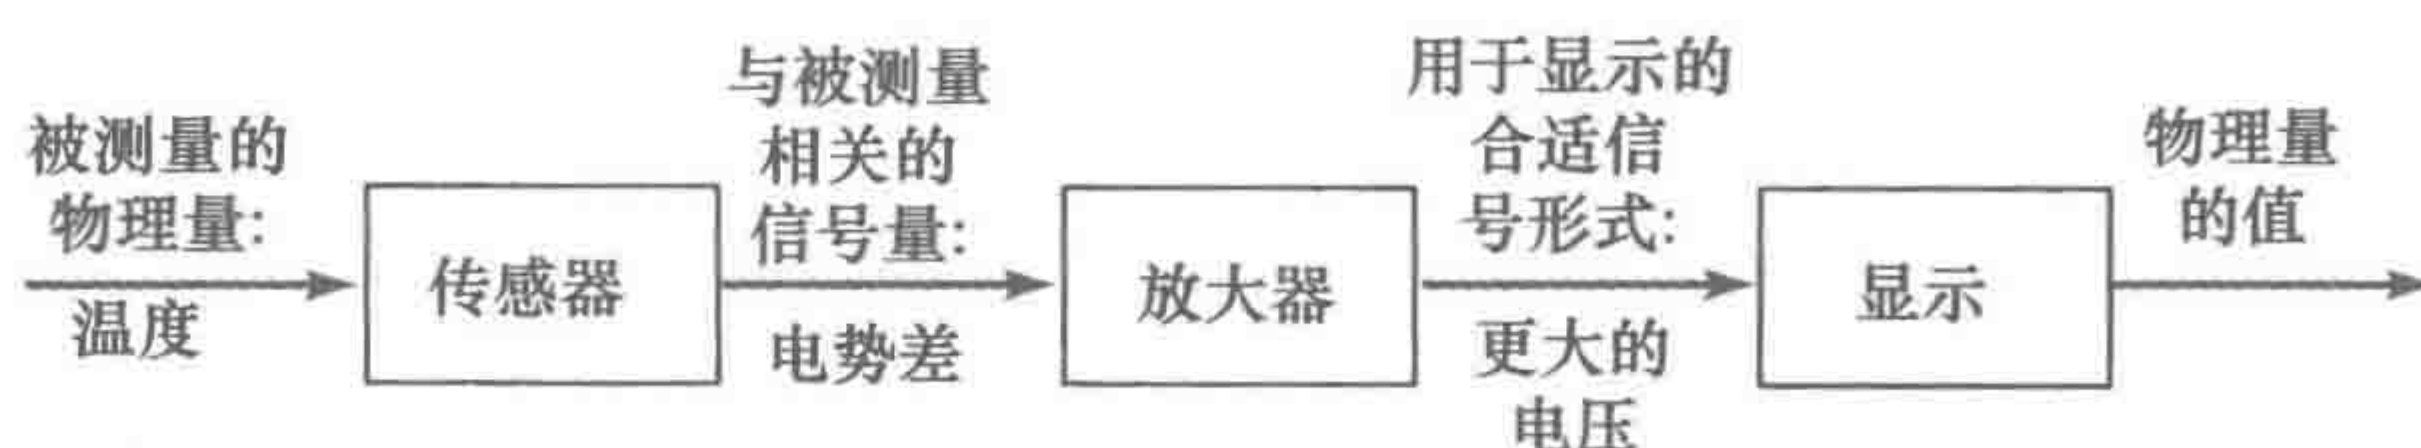 被测量的
物理量:
温度
传感器
与被测量
相关的
信号量:
电势差
放大器
用于显示的
合适信
号形式:
更大的
电压
显示
物理量
的值